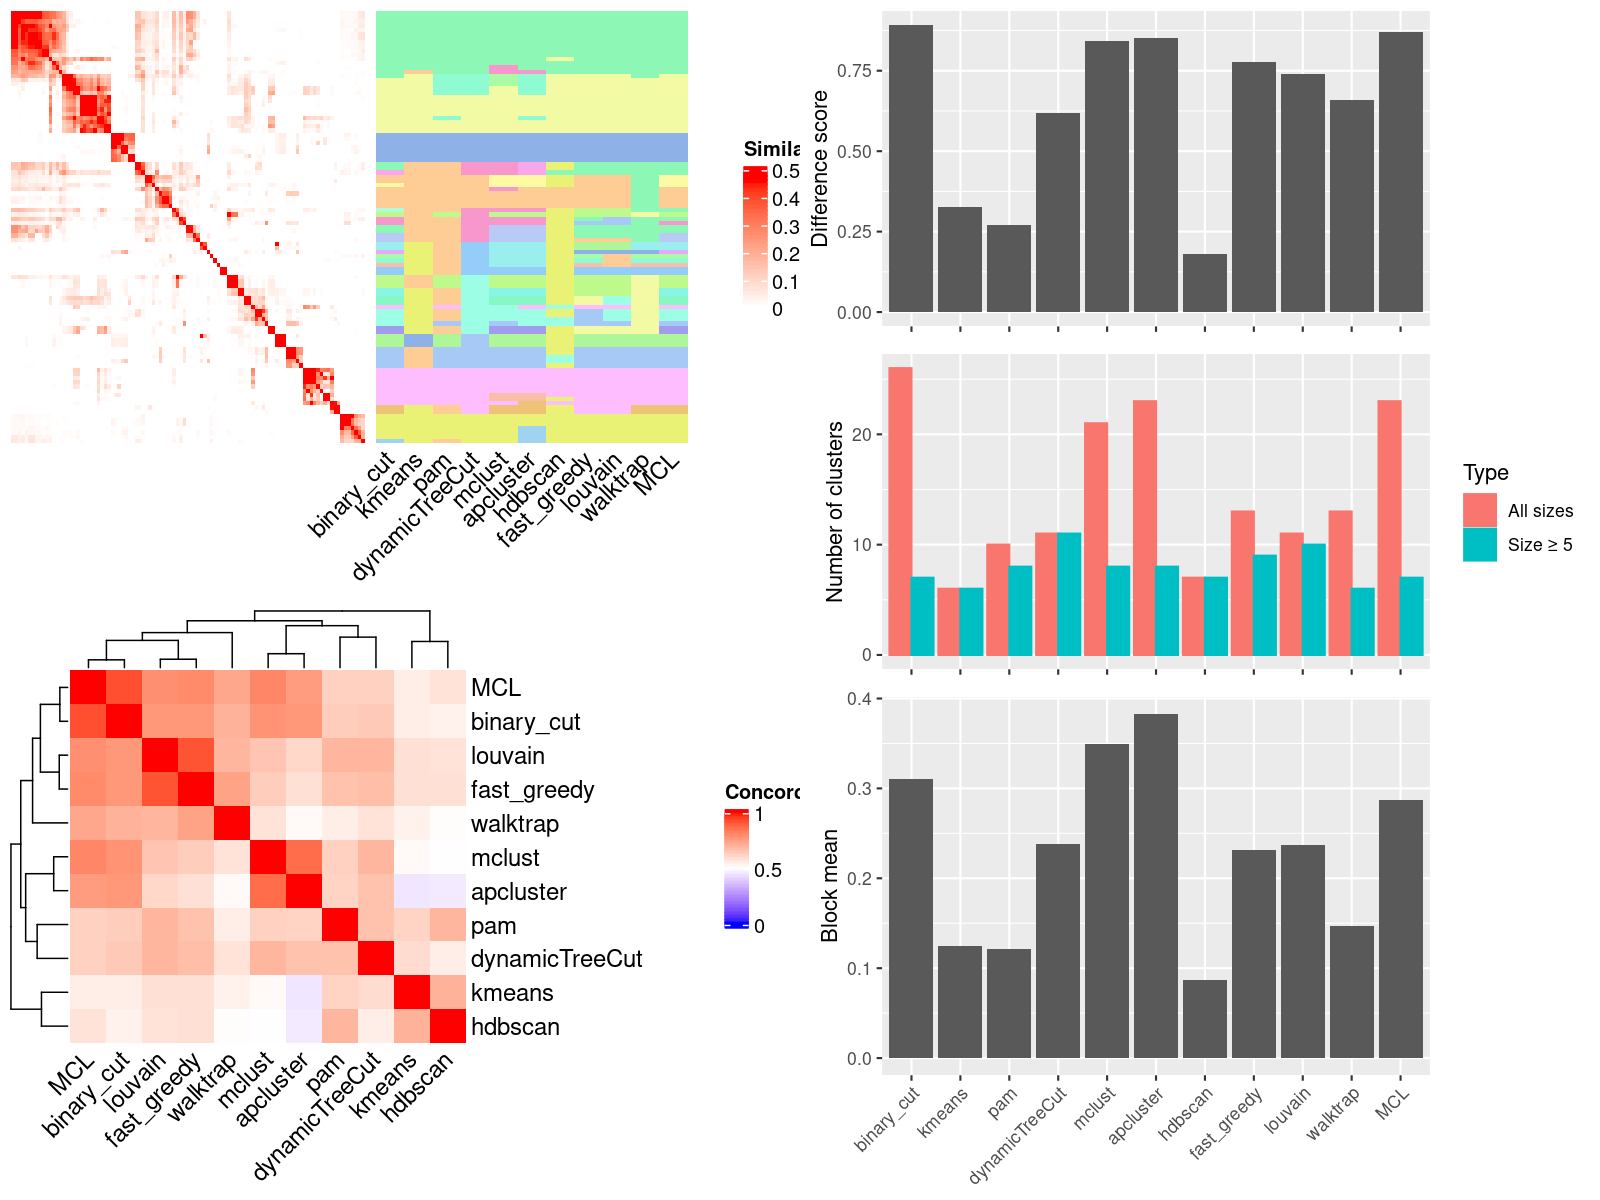 Simila
0.5
0.4
0.3
0.2
0.1
0
binary_cut
kmeans
pam
dynamicTreeCut
mclust
apcluster
hdbscan
fast_greedy
louvain
walktrap
MCL
Difference score
0.75
0.50
0.25
0.00
Number of clusters
20
10
0
Type
All sizes
Size ≥ 5
MCL
binary_cut
louvain
fast_greedy
walktrap
mclust
apcluster
pam
dynamicTreeCut
kmeans
hdbscan
MCL
binary_cut
louvain
fast_greedy
walktrap
mclust
apcluster
pam
dynamicTreeCut
kmeans
hdbscan
Concord
1
0.5
0
Block mean
0.4
0.3
0.2
0.1
0.0
binary_cut
kmeans
pam
dynamicTreeCut
mclust
apcluster
hdbscan
fast_greedy
louvain
walktrap
MCL